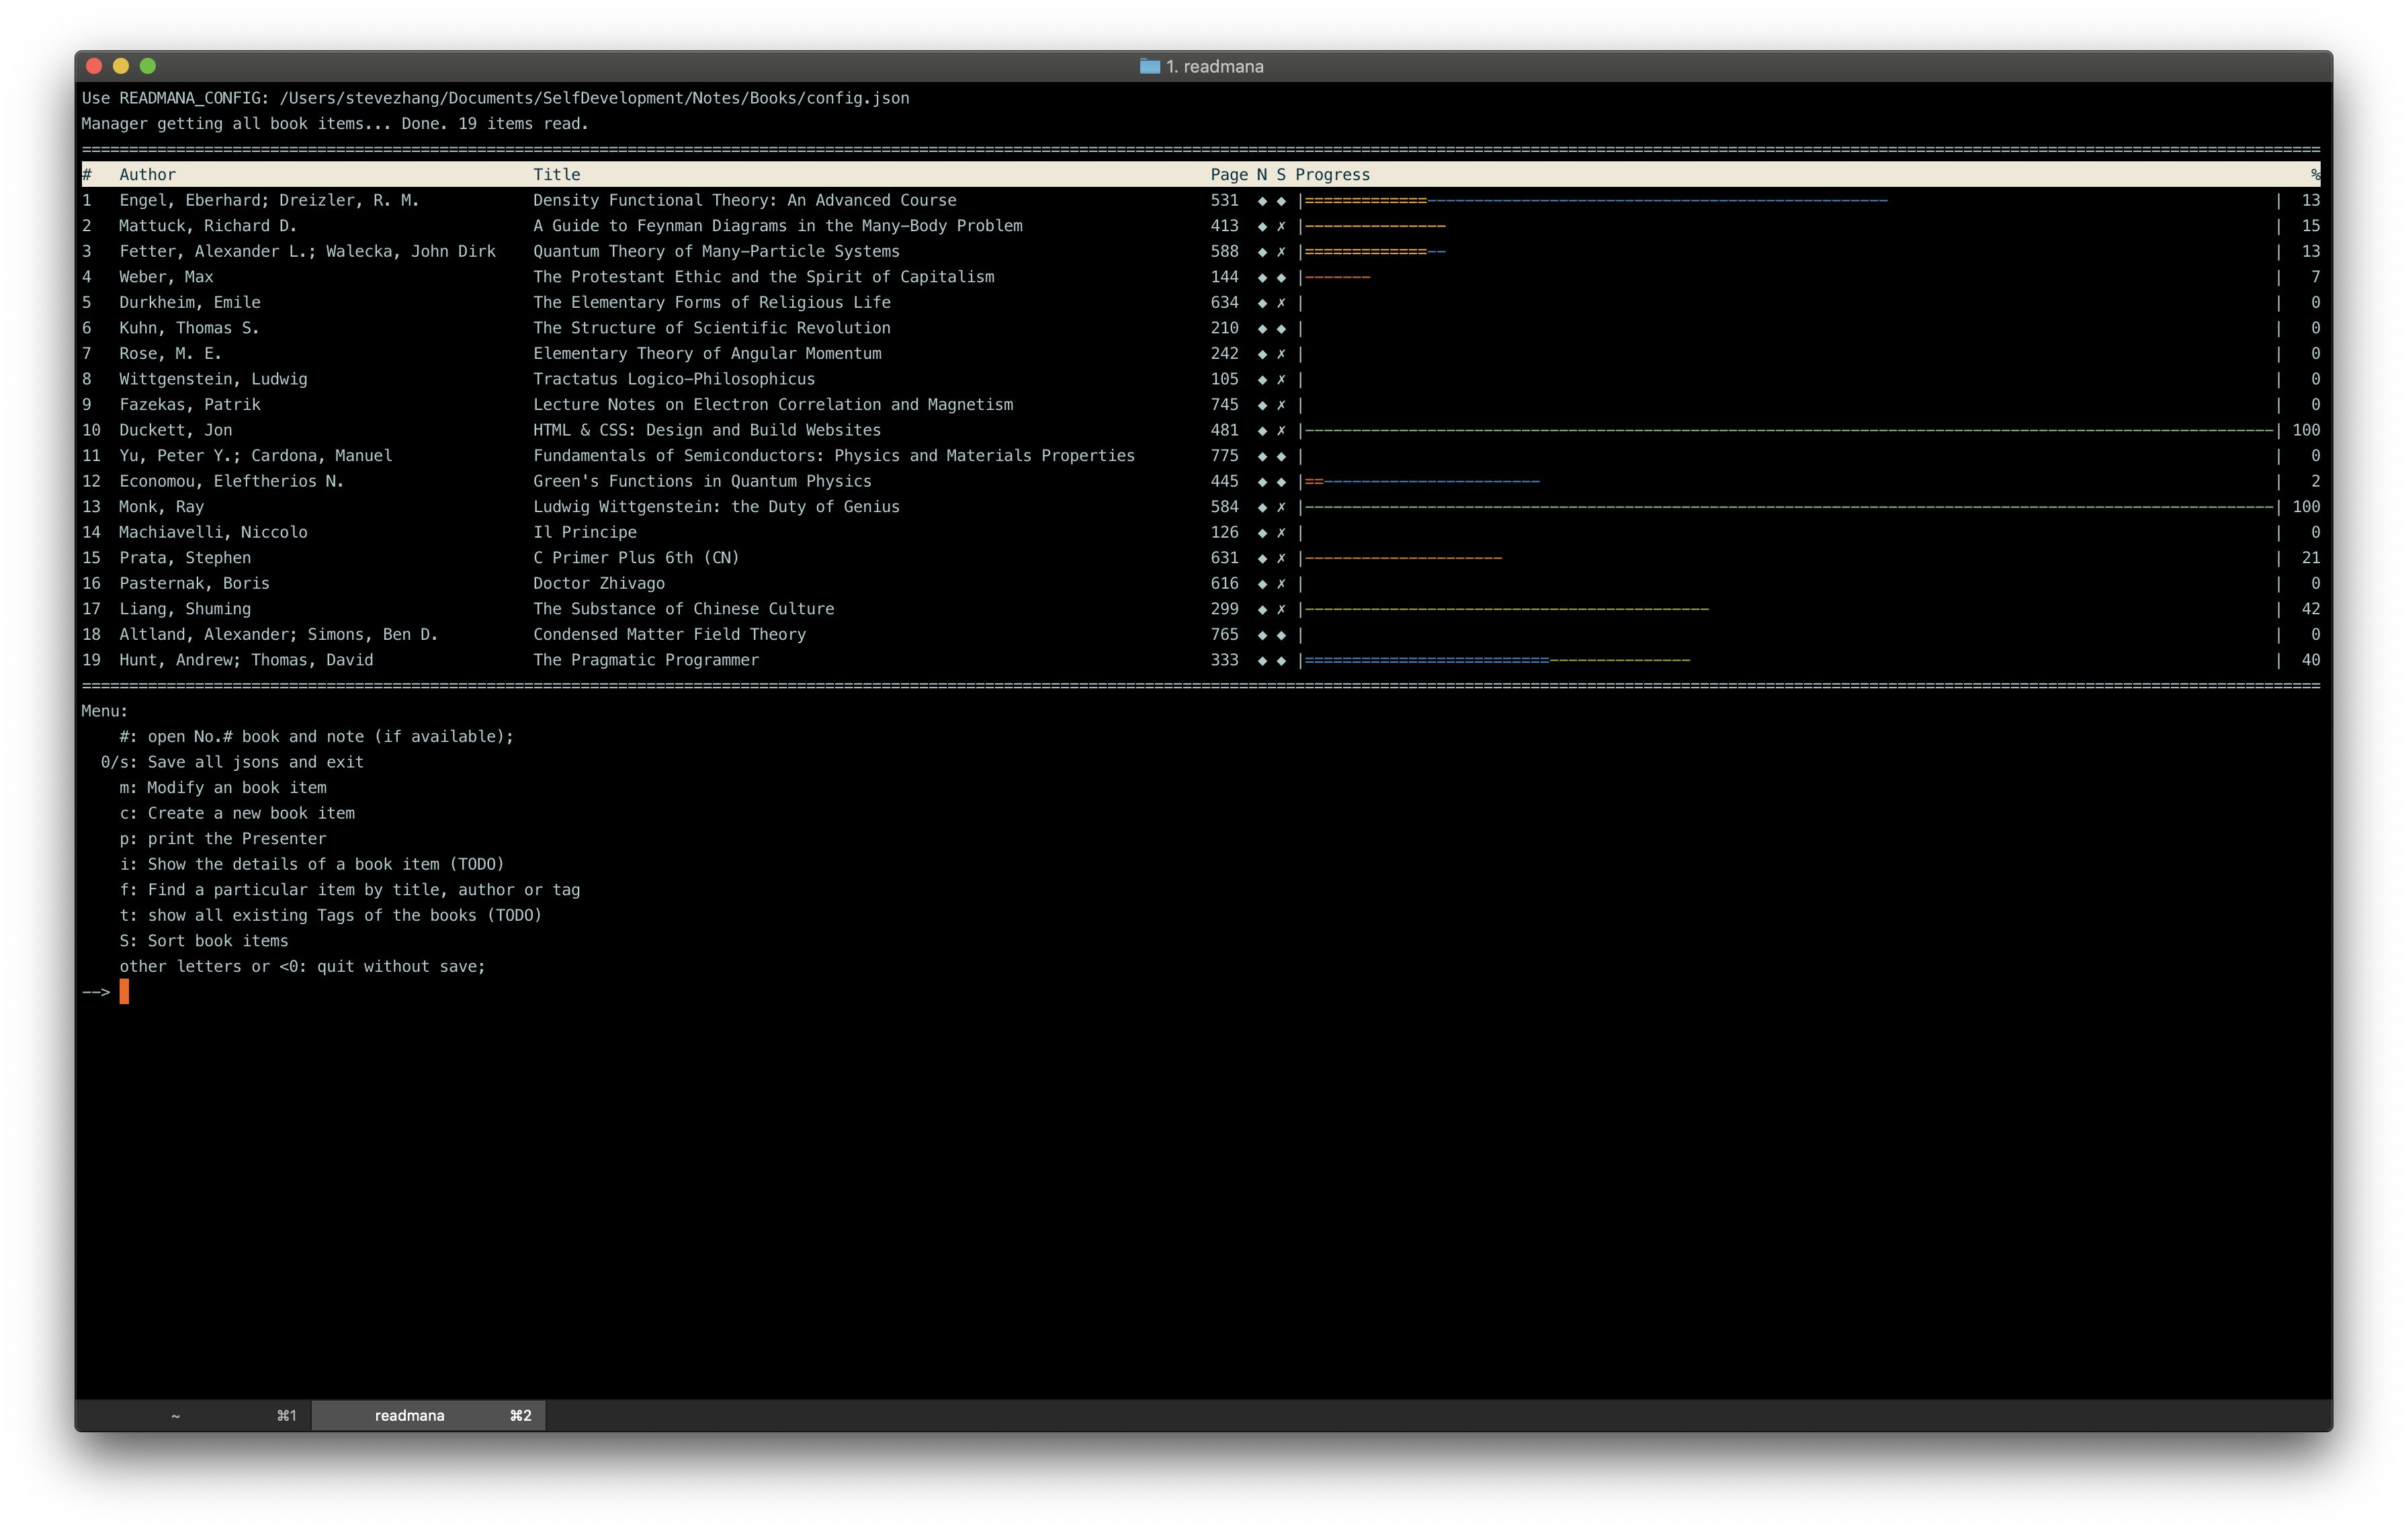 1. readmana
Use READMANA_CONFIG: /Users/stevezhang/Documents/SelfDevelopment/Notes/Books/config.json
Manager getting all book items... Done. 19 items read.
# Author Title Page N S Progress %
1 Engel, Eberhard; Dreizler, R. M. Density Functional Theory: An Advanced Course 531 ◆ ◆ | | 13
2 Mattuck, Richard D. A Guide to Feynman Diagrams in the Many-Body Problem 413 ◆ ✗ | | 15
3 Fetter, Alexander L.; Walecka, John Dirk Quantum Theory of Many-Particle Systems 588 ◆ ✗ | | 13
4 Weber, Max The Protestant Ethic and the Spirit of Capitalism 144 ◆ ◆ | | 7
5 Durkheim, Emile The Elementary Forms of Religious Life 634 ◆ ✗ | | 0
6 Kuhn, Thomas S. The Structure of Scientific Revolution 210 ◆ ◆ | | 0
7 Rose, M. E. Elementary Theory of Angular Momentum 242 ◆ ✗ | | 0
8 Wittgenstein, Ludwig Tractatus Logico-Philosophicus 105 ◆ ✗ | | 0
9 Fazekas, Patrik Lecture Notes on Electron Correlation and Magnetism 745 ◆ ✗ | | 0
10 Duckett, Jon HTML & CSS: Design and Build Websites 481 ◆ ✗ | | 100
11 Yu, Peter Y.; Cardona, Manuel Fundamentals of Semiconductors: Physics and Materials Properties 775 ◆ ◆ | | 0
12 Economou, Eleftherios N. Green's Functions in Quantum Physics 445 ◆ ◆ | | 2
13 Monk, Ray Ludwig Wittgenstein: the Duty of Genius 584 ◆ ✗ | | 100
14 Machiavelli, Niccolo Il Principe 126 ◆ ✗ | | 0
15 Prata, Stephen C Primer Plus 6th (CN) 631 ◆ ✗ | | 21
16 Pasternak, Boris Doctor Zhivago 616 ◆ ✗ | | 0
17 Liang, Shuming The Substance of Chinese Culture 299 ◆ ✗ | | 42
18 Altland, Alexander; Simons, Ben D. Condensed Matter Field Theory 765 ◆ ◆ | | 0
19 Hunt, Andrew; Thomas, David The Pragmatic Programmer 333 ◆ ◆ | | 40
Menu:
#: open No.# book and note (if available);
0/s: Save all jsons and exit
m: Modify an book item
c: Create a new book item
p: print the Presenter
i: Show the details of a book item (TODO)
f: Find a particular item by title, author or tag
t: show all existing Tags of the books (TODO)
S: Sort book items
other letters or <0: quit without save;
-->
~ ⌘1 readmana ⌘2